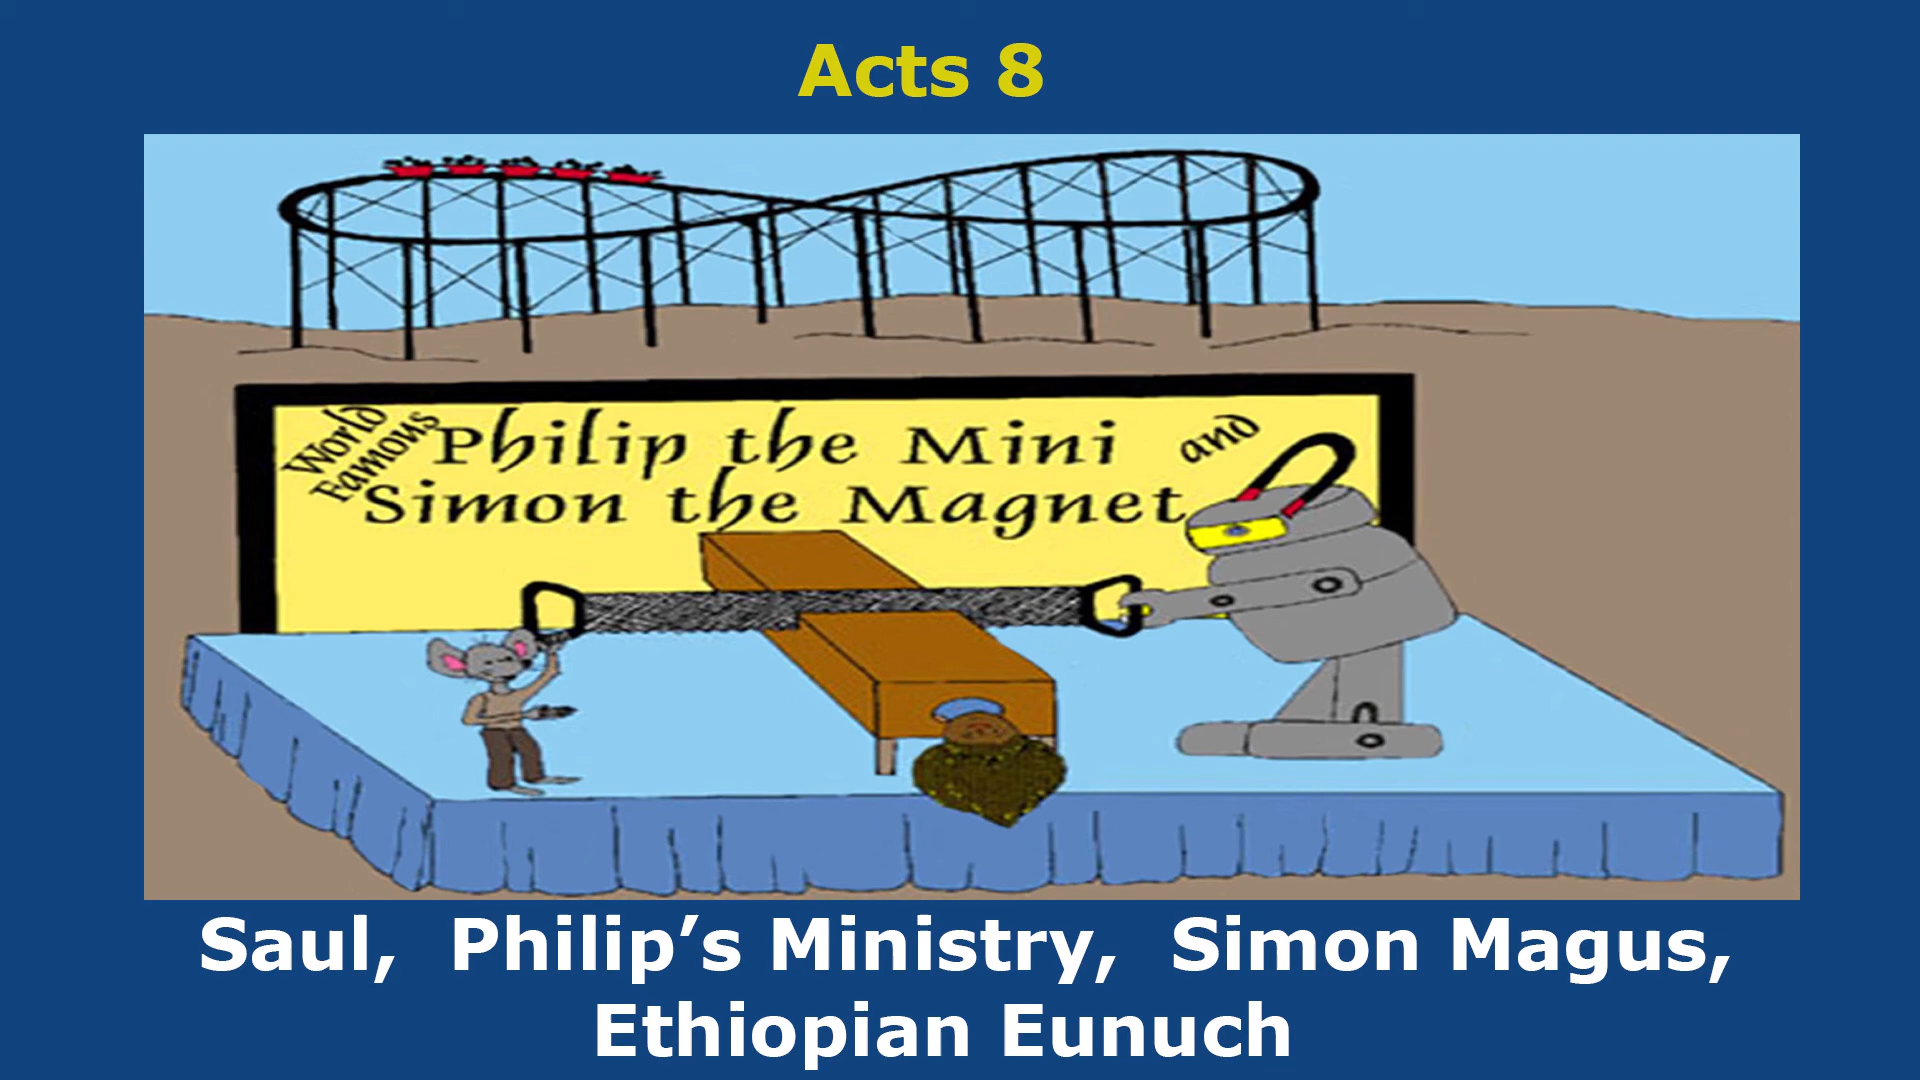 Acts 8
World
Famous
Philip the Mini and
Simon the Magnet
Saul, Philip’s Ministry, Simon Magus,
Ethiopian Eunuch